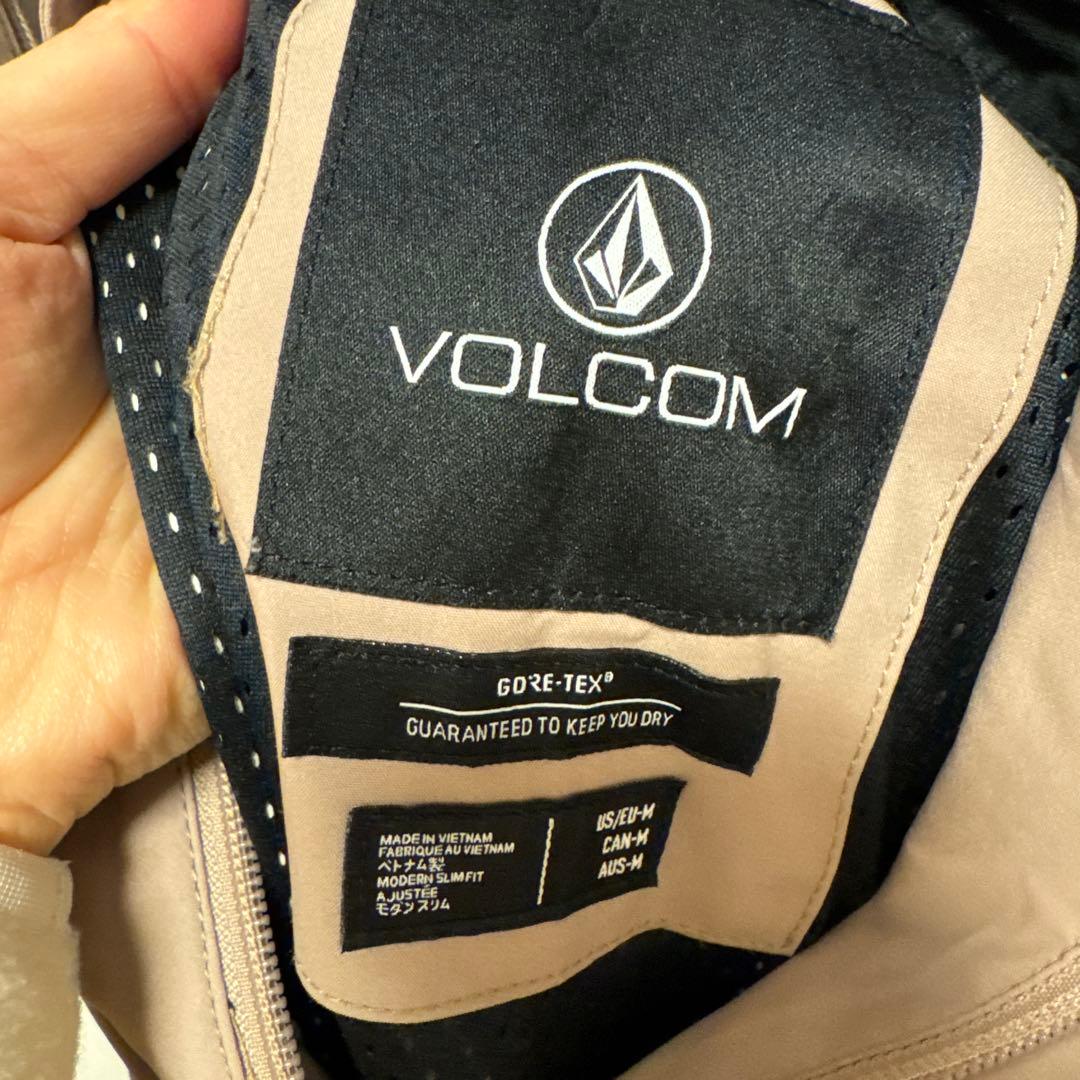 VOLCOM
GORE-TEX®
GUARANTEED TO KEEP YOU DRY
MADE IN VIETNAM
FABRIQUE AU VIETNAM
ベトナム製
MODERN SLIM FIT
AJUSTÉE
モダンスリム
US/EU-M
CAN-M
AUS-M